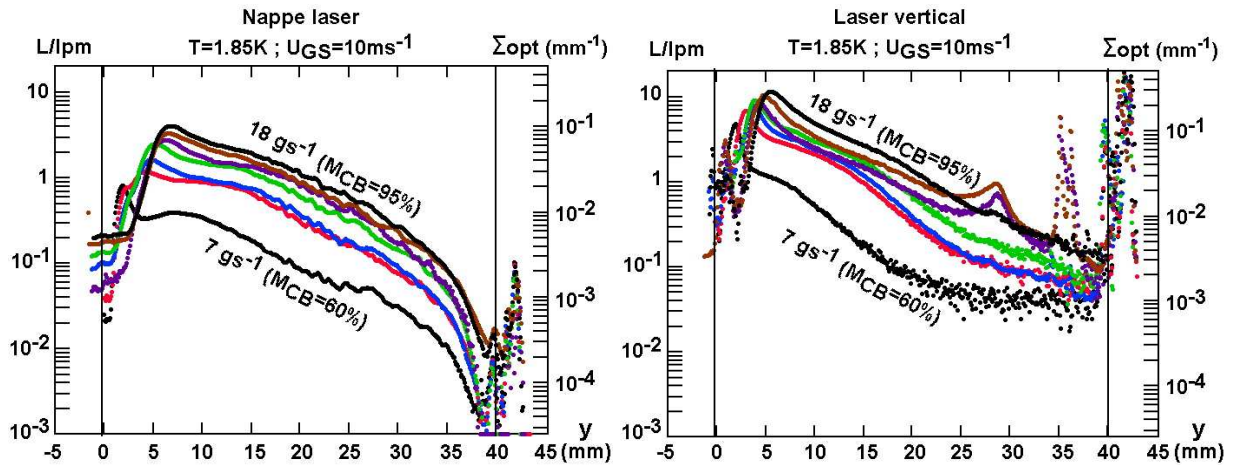 Nappe laser
L/lpm T=1.85K ; UGS=10ms-1 Σopt (mm-1)
10
1
10-1
10-2
10-3
10-1
10-2
10-3
10-4
18 gs-1 (MCB=95%)
7 gs-1 (MCB=60%)
y
-5 0 5 10 15 20 25 30 35 40 45 (mm)
Laser vertical
L/lpm T=1.85K ; UGS=10ms-1 Σopt (mm-1)
10
1
10-1
10-2
10-3
10-1
10-2
10-3
10-4
18 gs-1 (MCB=95%)
7 gs-1 (MCB=60%)
y
-5 0 5 10 15 20 25 30 35 40 45 (mm)